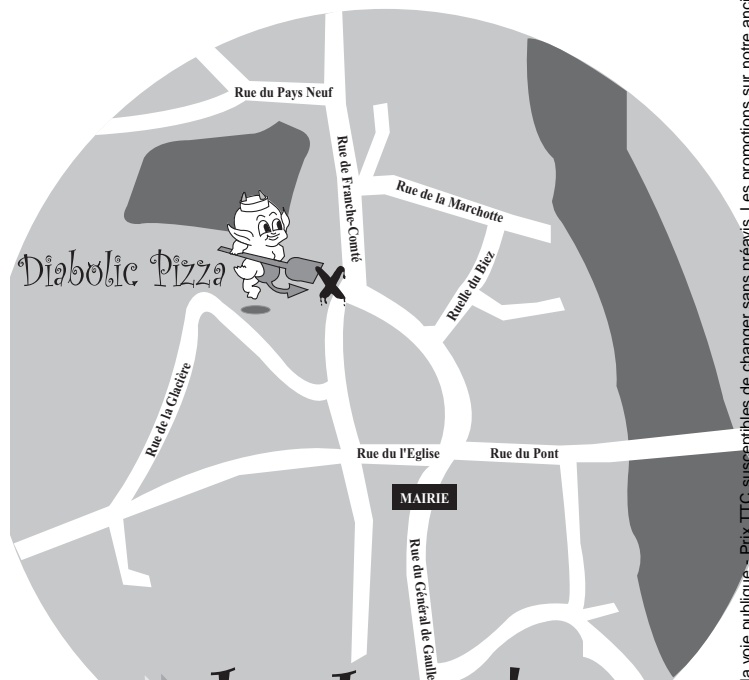 Rue du Pays Neuf
Rue de Franche-Comté
Rue de la Marchotte
Diabolic Pizza
Ruelle du Biez
Rue de la Glacière
Rue du l'Eglise
Rue du Pont
MAIRIE
Rue du Général de Gaulle
la voie publique - Prix TTC susceptibles de changer sans préavis. Les promotions sur notre